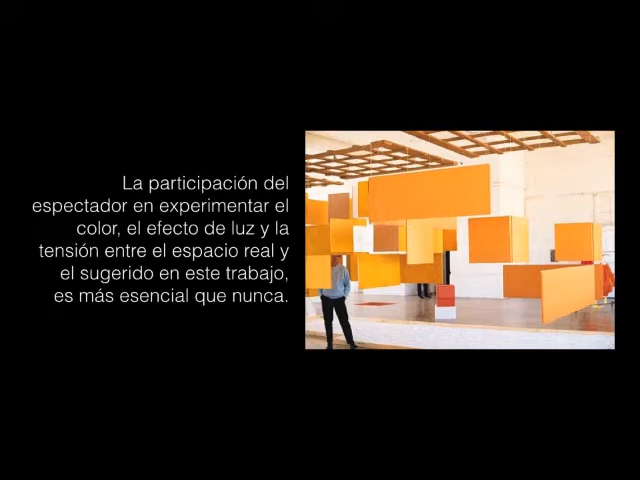 La participación del
espectador en experimentar el
color, el efecto de luz y la
tensión entre el espacio real y
el sugerido en este trabajo,
es más esencial que nunca.